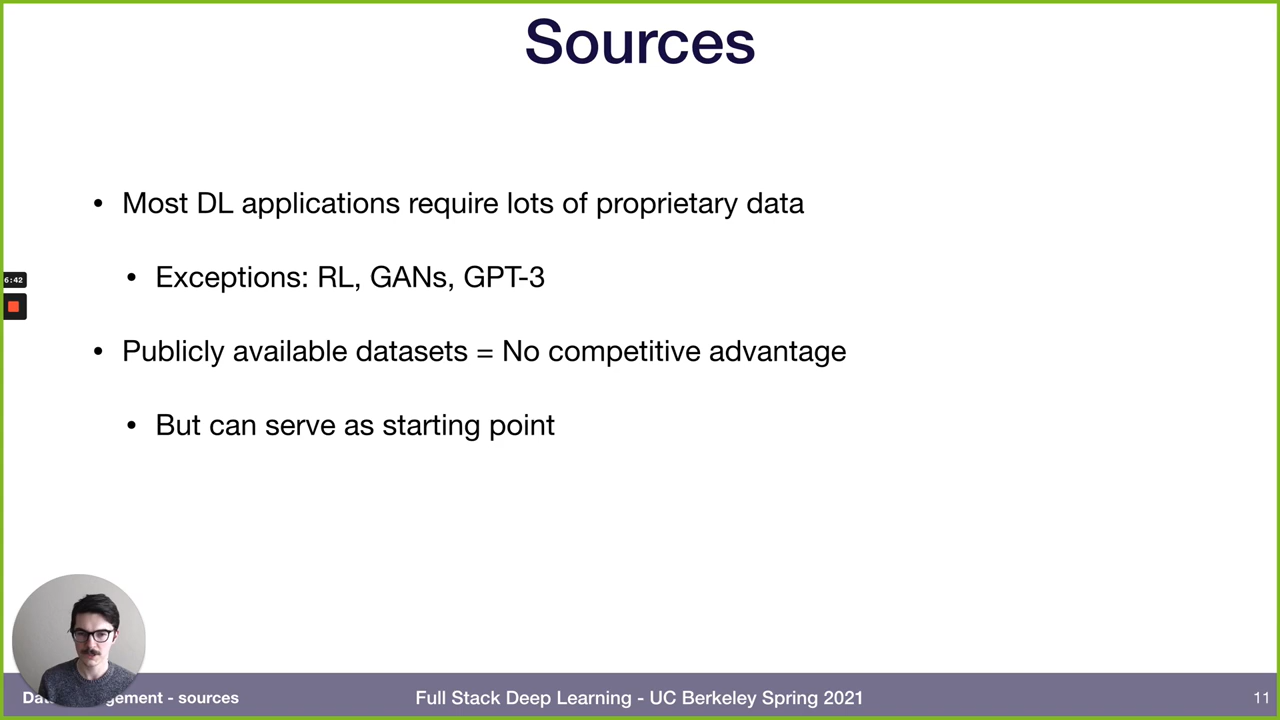 Sources
• Most DL applications require lots of proprietary data
• Exceptions: RL, GANs, GPT-3
• Publicly available datasets = No competitive advantage
• But can serve as starting point
6:42
Dat gement - sources
Full Stack Deep Learning - UC Berkeley Spring 2021
11